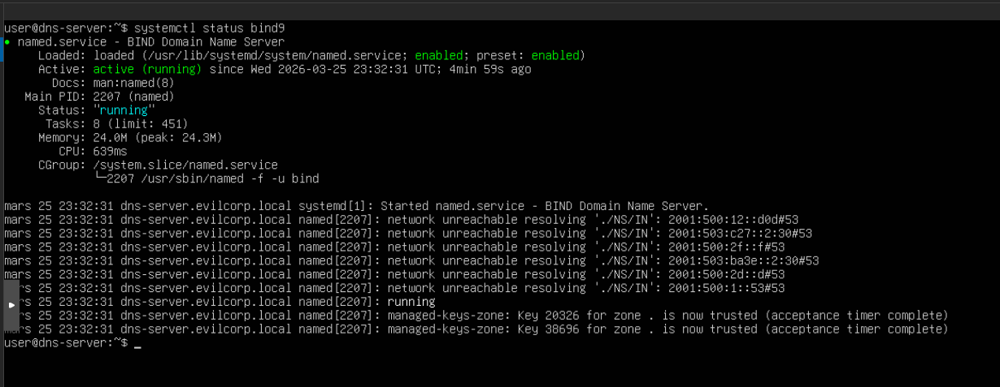 user@dns-server:~$ systemctl status bind9
● named.service - BIND Domain Name Server
Loaded: loaded (/usr/lib/systemd/system/named.service; enabled; preset: enabled)
Active: active (running) since Wed 2026-03-25 23:32:31 UTC; 4min 59s ago
Docs: man:named(8)
Main PID: 2207 (named)
Status: "running"
Tasks: 8 (limit: 451)
Memory: 24.0M (peak: 24.3M)
CPU: 639ms
CGroup: /system.slice/named.service
└─2207 /usr/sbin/named -f -u bind
mars 25 23:32:31 dns-server.evilcorp.local systemd[1]: Started named.service - BIND Domain Name Server.
mars 25 23:32:31 dns-server.evilcorp.local named[2207]: network unreachable resolving './NS/IN': 2001:500:12::d0d#53
mars 25 23:32:31 dns-server.evilcorp.local named[2207]: network unreachable resolving './NS/IN': 2001:503:c27::2:30#53
mars 25 23:32:31 dns-server.evilcorp.local named[2207]: network unreachable resolving './NS/IN': 2001:500:2f::f#53
mars 25 23:32:31 dns-server.evilcorp.local named[2207]: network unreachable resolving './NS/IN': 2001:503:ba3e::2:30#53
mars 25 23:32:31 dns-server.evilcorp.local named[2207]: network unreachable resolving './NS/IN': 2001:500:2d::d#53
rs 25 23:32:31 dns-server.evilcorp.local named[2207]: network unreachable resolving './NS/IN': 2001:500:1::53#53
rs 25 23:32:31 dns-server.evilcorp.local named[2207]: running
rs 25 23:32:31 dns-server.evilcorp.local named[2207]: managed-keys-zone: Key 20326 for zone . is now trusted (acceptance timer complete)
rs 25 23:32:31 dns-server.evilcorp.local named[2207]: managed-keys-zone: Key 38696 for zone . is now trusted (acceptance timer complete)
user@dns-server:~$ _